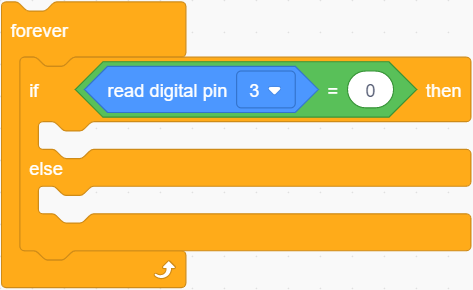 forever
if read digital pin 3 = 0 then
else